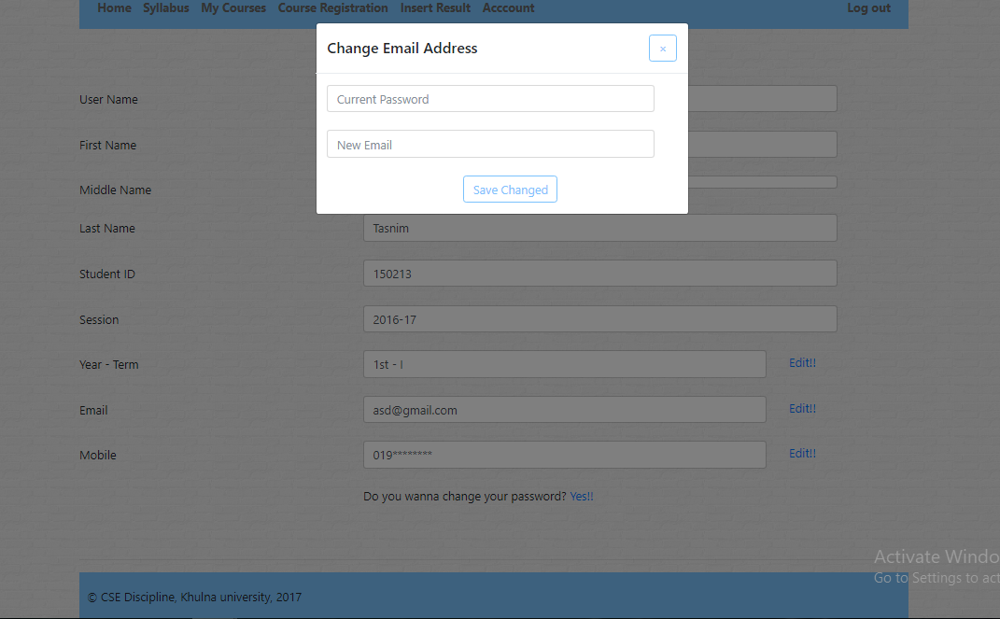 Home Syllabus My Courses Course Registration Insert Result Acccount Log out
Change Email Address ×
Current Password
New Email
Save Changed
User Name
First Name
Middle Name
Last Name Tasnim
Student ID 150213
Session 2016-17
Year - Term 1st - I Edit!!
Email asd@gmail.com Edit!!
Mobile 019******** Edit!!
Do you wanna change your password? Yes!!
Activate Windo
Go to Settings to act
© CSE Discipline, Khulna university, 2017